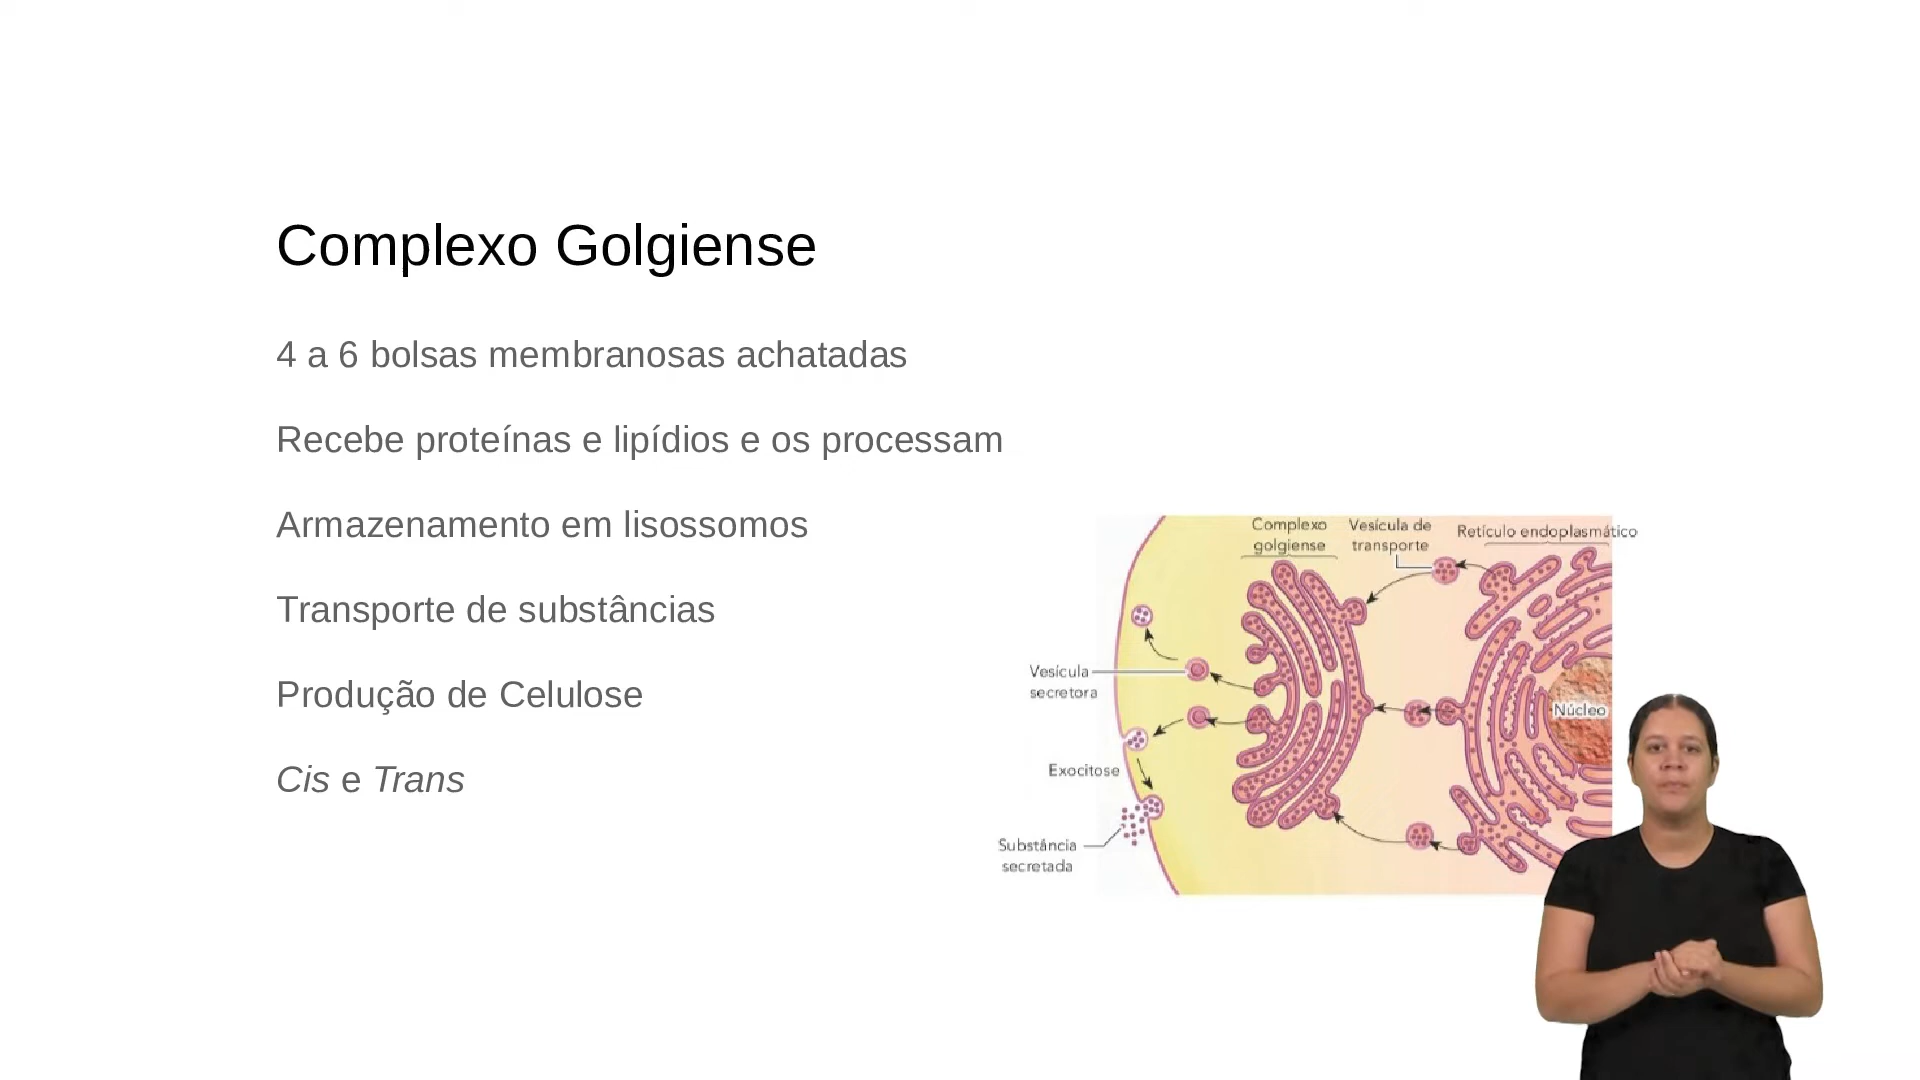 Complexo Golgiense
4 a 6 bolsas membranosas achatadas
Recebe proteínas e lipídios e os processam
Armazenamento em lisossomos
Transporte de substâncias
Produção de Celulose
Cis e Trans
Complexo
golgiense
Vesícula de
transporte
Retículo endoplasmático
Vesícula
secretora
Núcleo
Exocitose
Substância
secretada